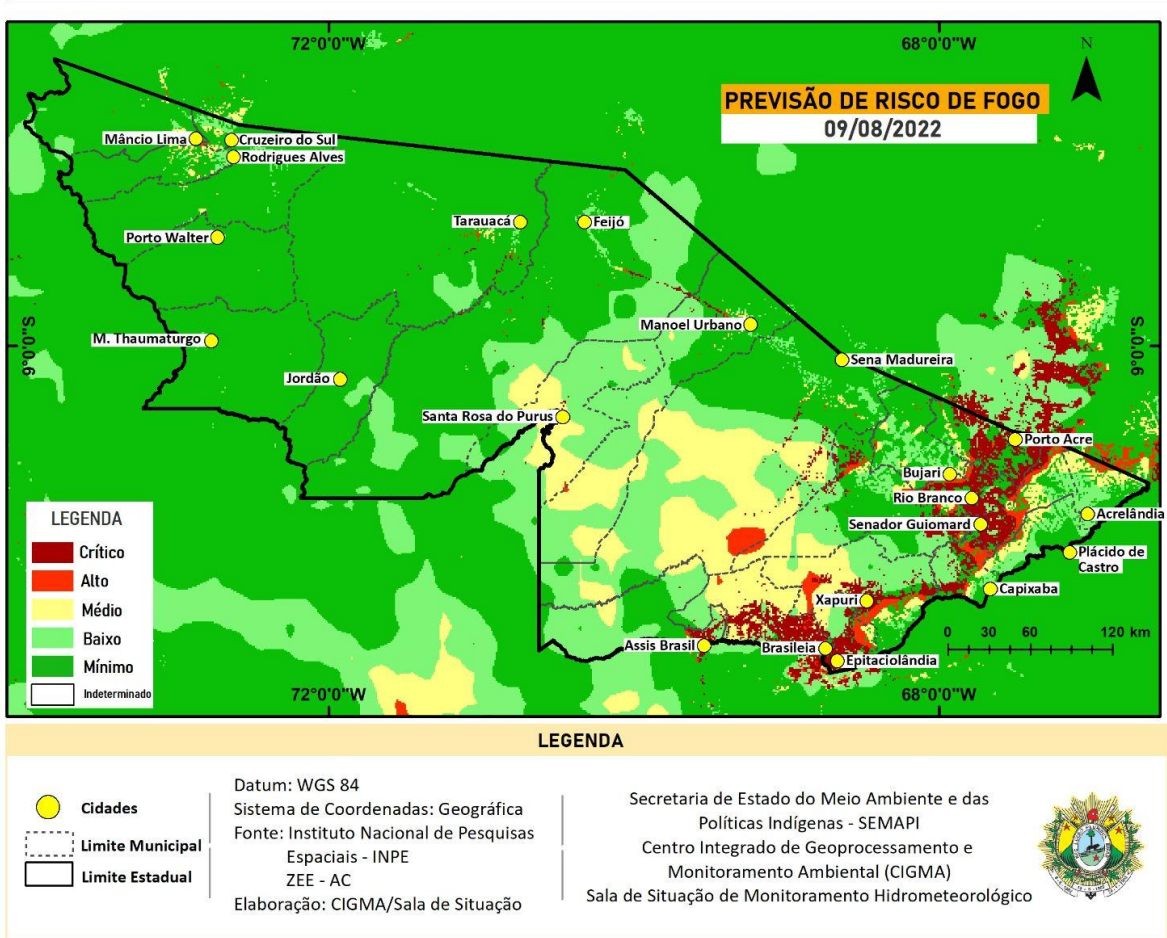 72°0'0"W
68°0'0"W
N
PREVISÃO DE RISCO DE FOGO
09/08/2022
Mâncio Lima
Cruzeiro do Sul
Rodrigues Alves
Tarauacá
Feijó
Porto Walter
9°0'0"S
M. Thaumaturgo
Manoel Urbano
9°0'0"S
Sena Madureira
Jordão
Santa Rosa do Purus
Porto Acre
Bujari
Rio Branco
Acrelândia
Senador Guiomard
Plácido de
Castro
Capixaba
Xapuri
Assis Brasil
Brasileia
Epitaciolândia
0 30 60 120 km
LEGENDA
Crítico
Alto
Médio
Baixo
Mínimo
Indeterminado
72°0'0"W
68°0'0"W
LEGENDA
Cidades
Limite Municipal
Limite Estadual
Datum: WGS 84
Sistema de Coordenadas: Geográfica
Fonte: Instituto Nacional de Pesquisas
Espaciais - INPE
ZEE - AC
Elaboração: CIGMA/Sala de Situação
Secretaria de Estado do Meio Ambiente e das
Políticas Indígenas - SEMAPI
Centro Integrado de Geoprocessamento e
Monitoramento Ambiental (CIGMA)
Sala de Situação de Monitoramento Hidrometeorológico